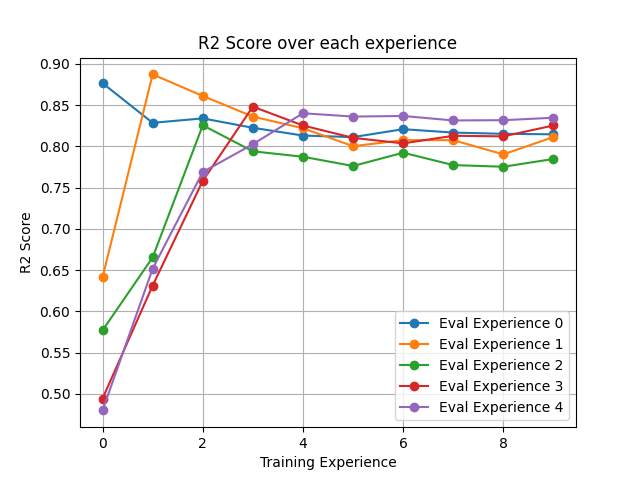 R2 Score over each experience
0.90
0.85
0.80
0.75
0.70
0.65
0.60
0.55
0.50
R2 Score
0 2 4 6 8
Training Experience
Eval Experience 0
Eval Experience 1
Eval Experience 2
Eval Experience 3
Eval Experience 4